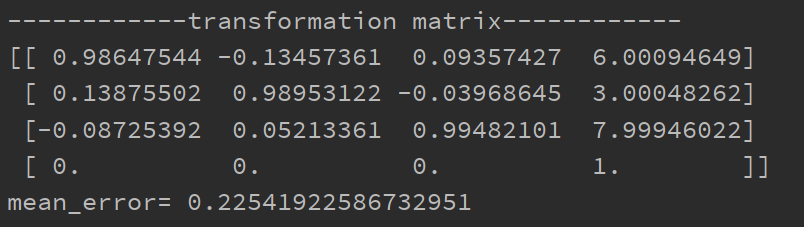 ------------transformation matrix------------
[[ 0.98647544 -0.13457361  0.09357427  6.00094649]
 [ 0.13875502  0.98953122 -0.03968645  3.00048262]
 [-0.08725392  0.05213361  0.99482101  7.99946022]
 [ 0.          0.          0.          1.        ]]
mean_error= 0.22541922586732951